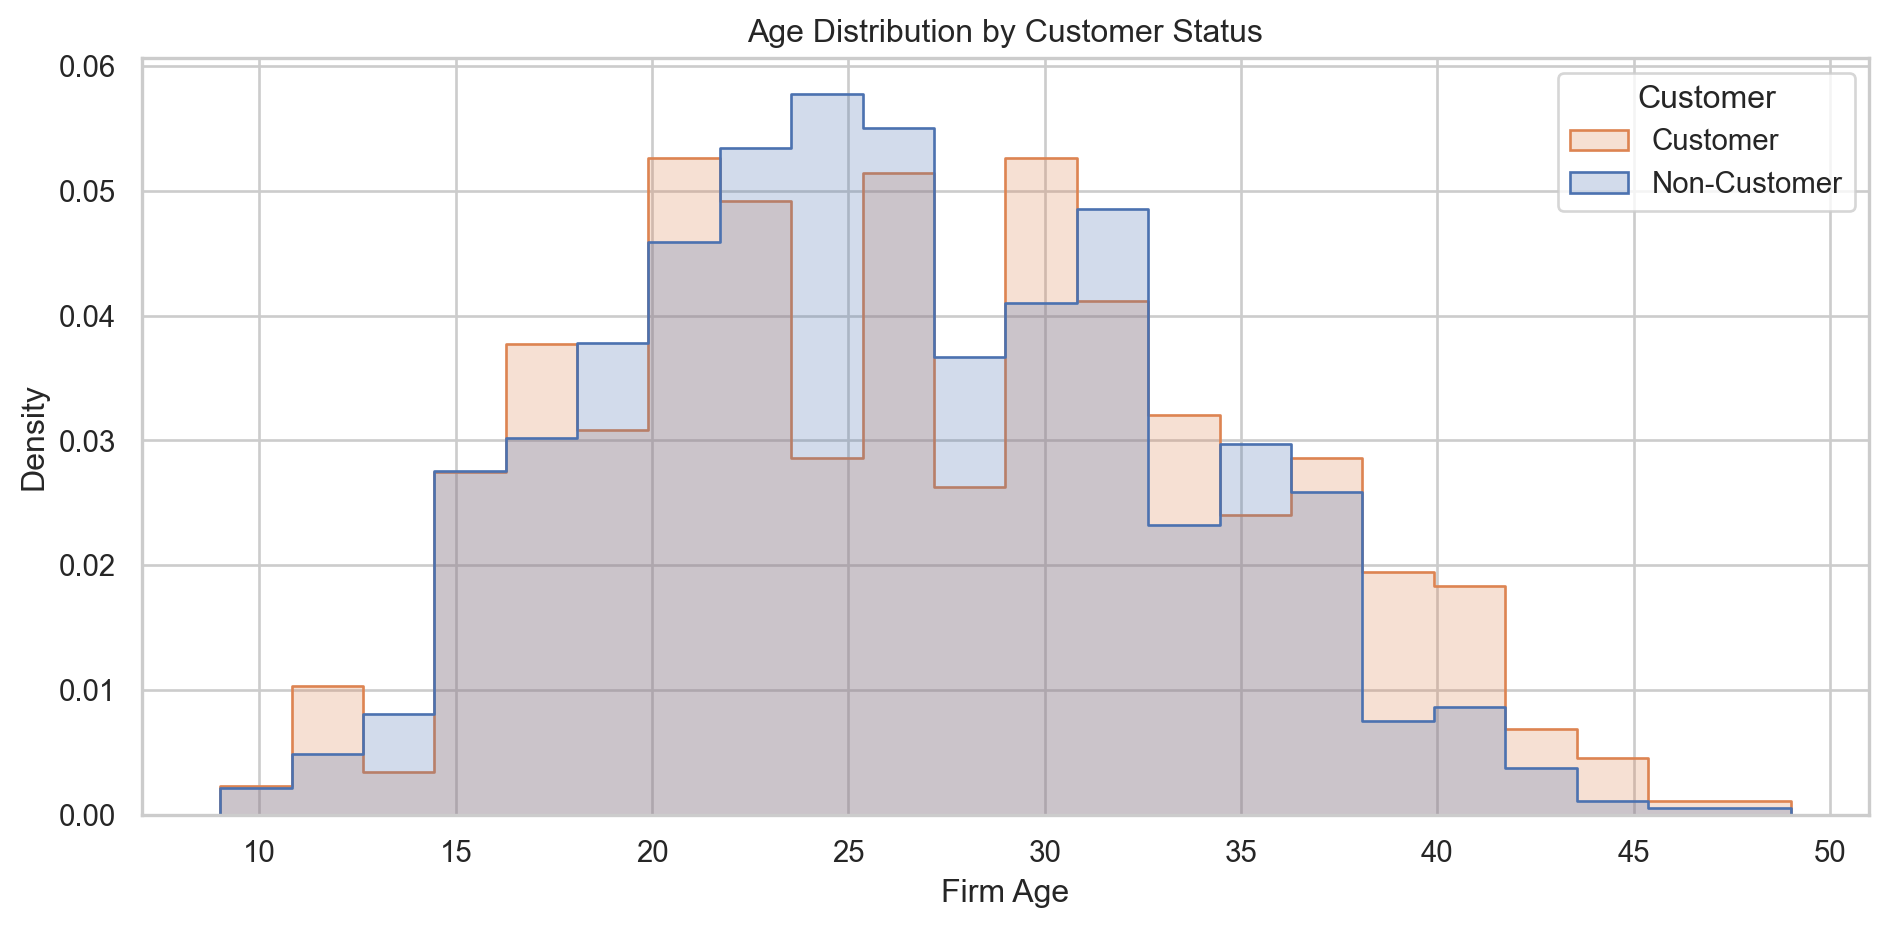 Age Distribution by Customer Status
0.06
0.05
0.04
0.03
0.02
0.01
0.00
Density
Customer
Customer
Non-Customer
10 15 20 25 30 35 40 45 50
Firm Age